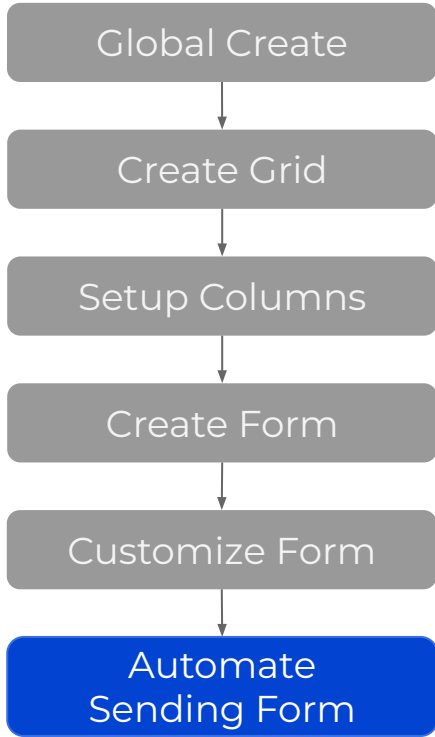 Global Create
Create Grid
Setup Columns
Create Form
Customize Form
Automate
Sending Form